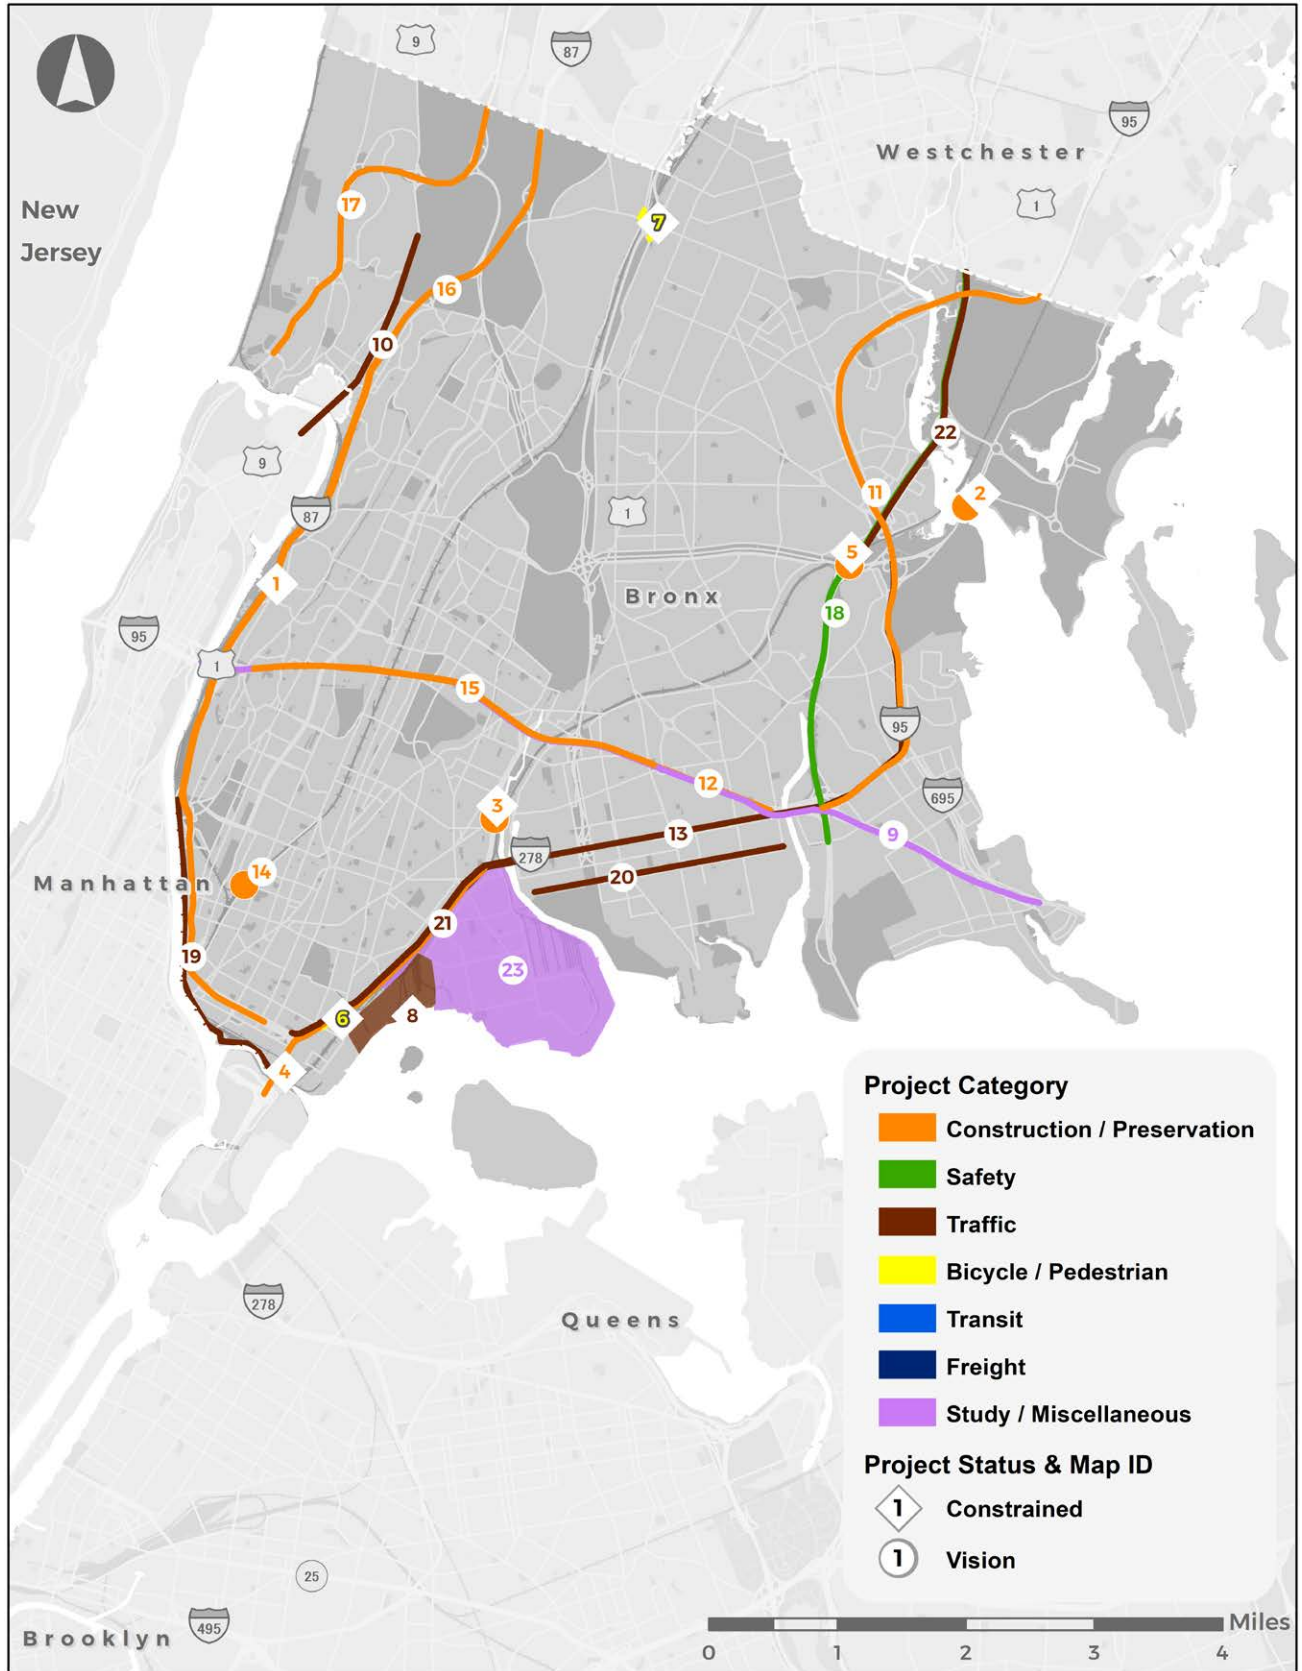 9
87
95
Westchester
New
Jersey
1
17
7
16
10
22
9
11
2
87
1
5
1
Bronx
18
95
1
15
95
12
3
695
13
9
278
14
Manhattan
20
21
19
23
8
6
4
278
Queens
25
495
Brooklyn
Project Category
Construction / Preservation
Safety
Traffic
Bicycle / Pedestrian
Transit
Freight
Study / Miscellaneous
Project Status & Map ID
1 Constrained
1 Vision
Miles
0 1 2 3 4